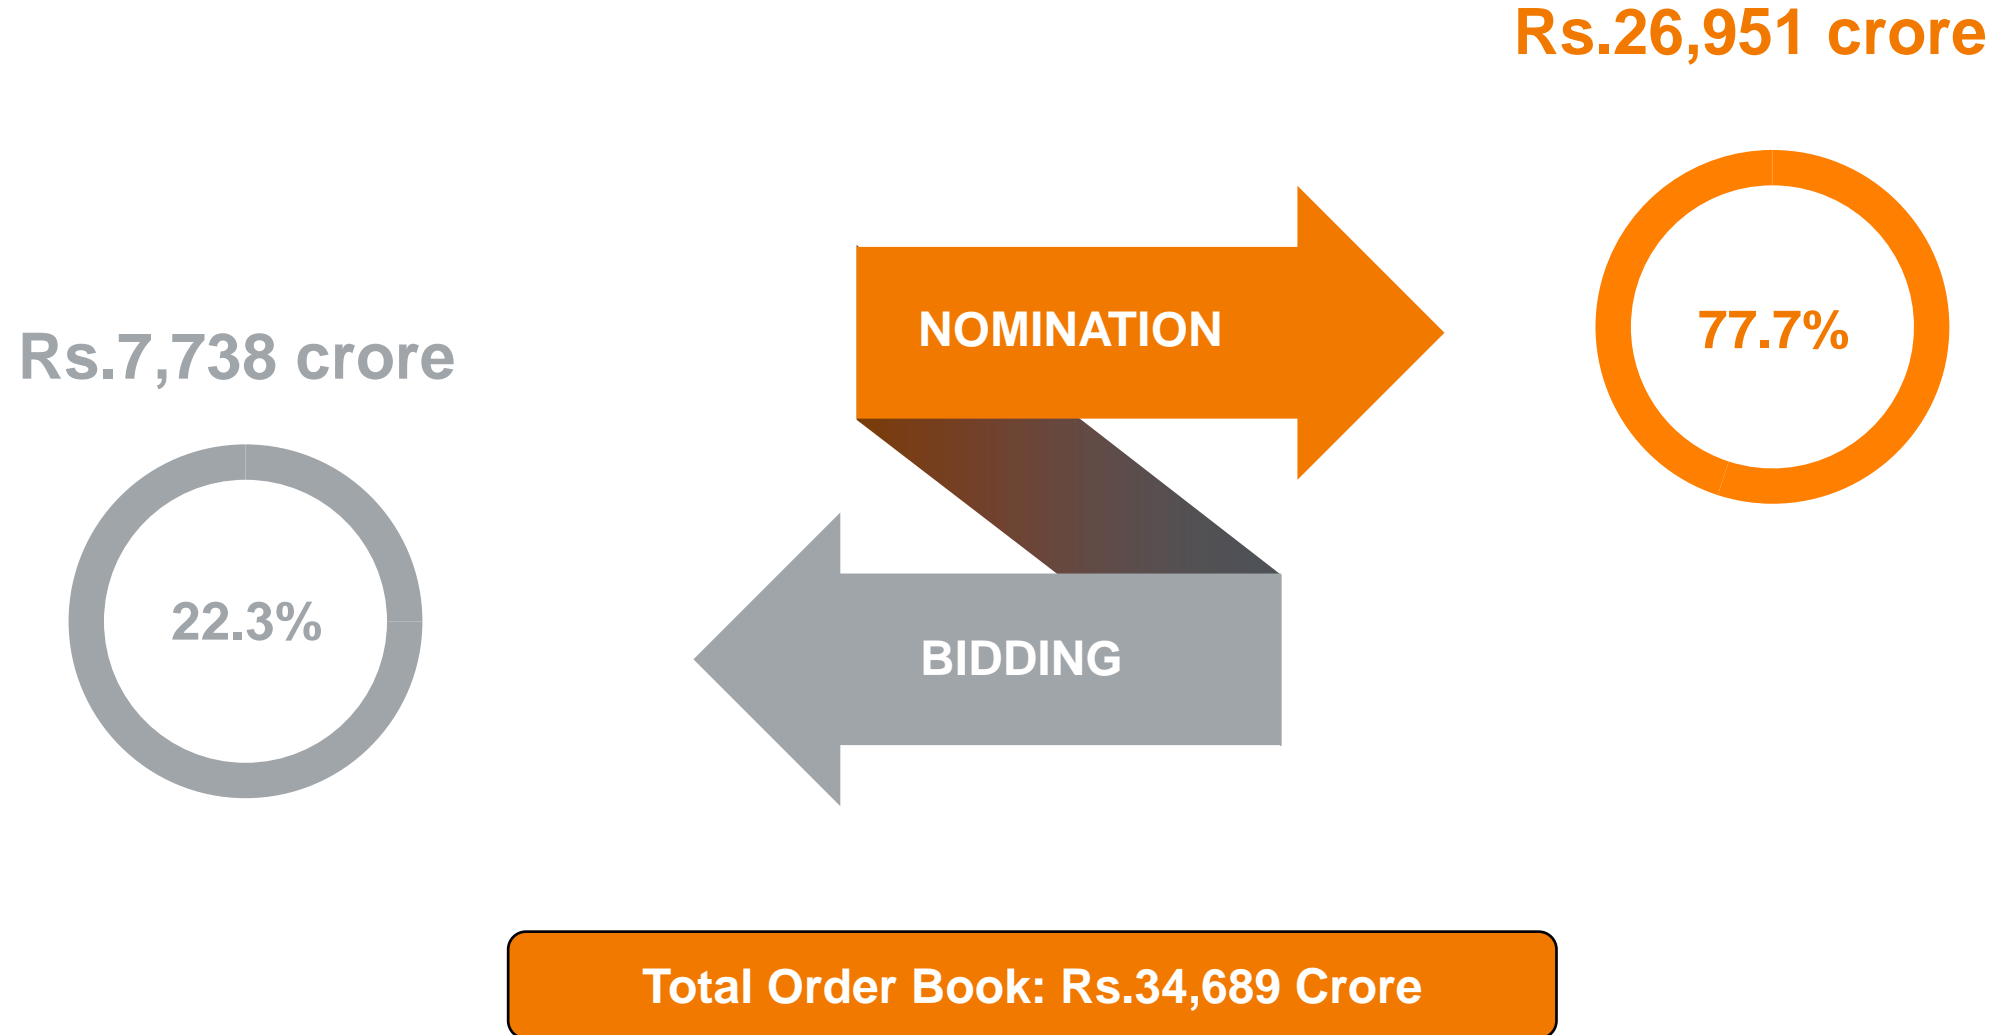 Rs.26,951 crore
NOMINATION
77.7%
Rs.7,738 crore
22.3%
BIDDING
Total Order Book: Rs.34,689 Crore